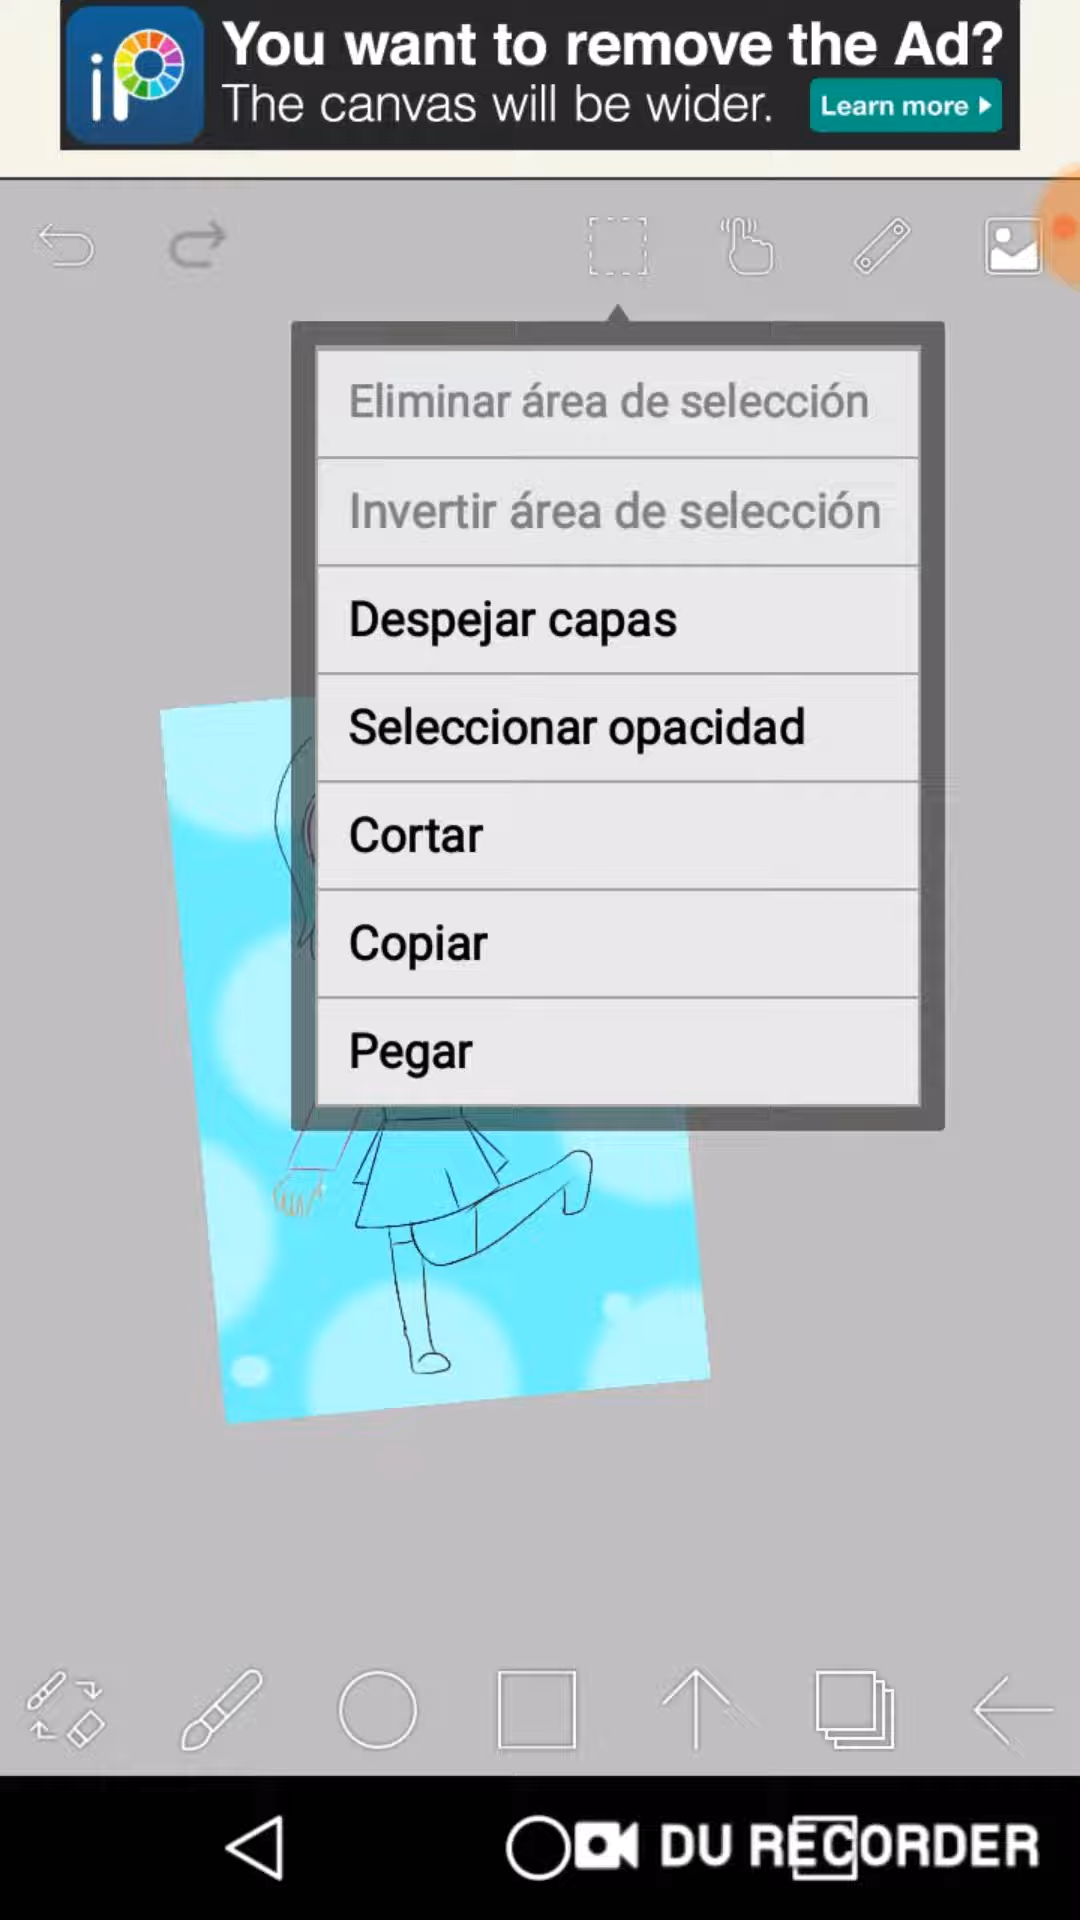 iP
You want to remove the Ad?
The canvas will be wider.
Learn more
Eliminar área de selección
Invertir área de selección
Despejar capas
Seleccionar opacidad
Cortar
Copiar
Pegar
DU RECORDER